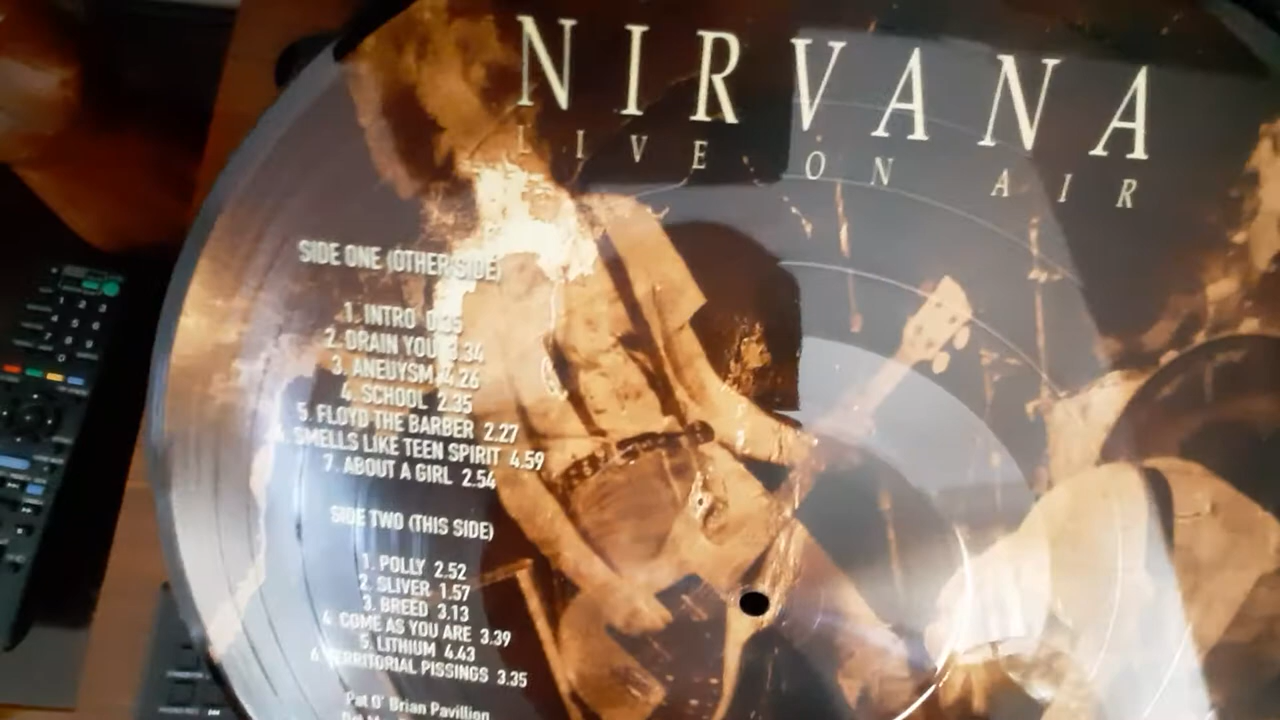 NIRVANA
LIVE ON AIR
SIDE ONE (OTHER SIDE)
1. INTRO 0.35
2. DRAIN YOU 3.34
3. ANEUYSM 4.26
4. SCHOOL 2.35
5. FLOYD THE BARBER 2.27
SMELLS LIKE TEEN SPIRIT 4.59
7. ABOUT A GIRL 2.54
SIDE TWO (THIS SIDE)
1. POLLY 2.52
2. SLIVER 1.57
3. BREED 3.13
4. COME AS YOU ARE 3.39
5. LITHIUM 4.43
6. TERRITORIAL PISSINGS 3.35
Pat O' Brian Pavillion